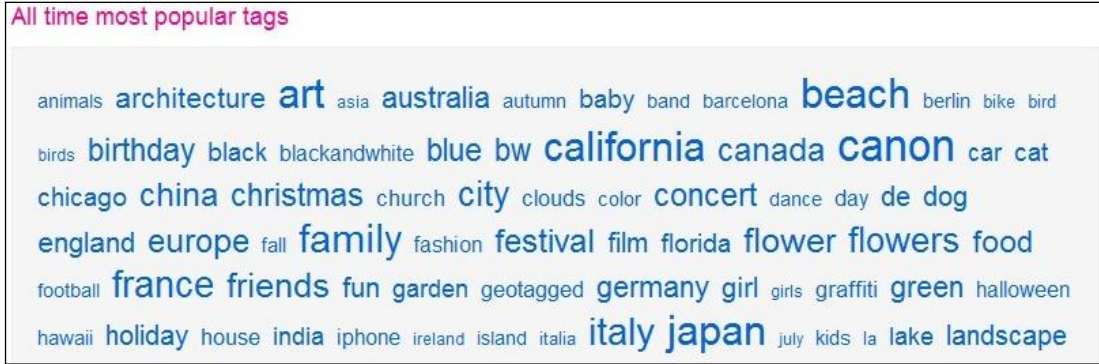 All time most popular tags
animals architecture art asia australia autumn baby band barcelona beach berlin bike bird
birds birthday black blackandwhite blue bw california canada canon car cat
chicago china christmas church city clouds color concert dance day de dog
england europe fall family fashion festival film florida flower flowers food
football france friends fun garden geotagged germany girl girls graffiti green halloween
hawaii holiday house india iphone ireland island italia italy japan july kids la lake landscape